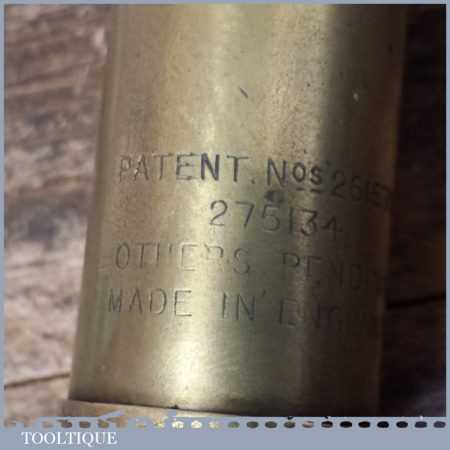 PATENT. Nos
275134
OTHERS
MADE IN
TOOLTIQUE